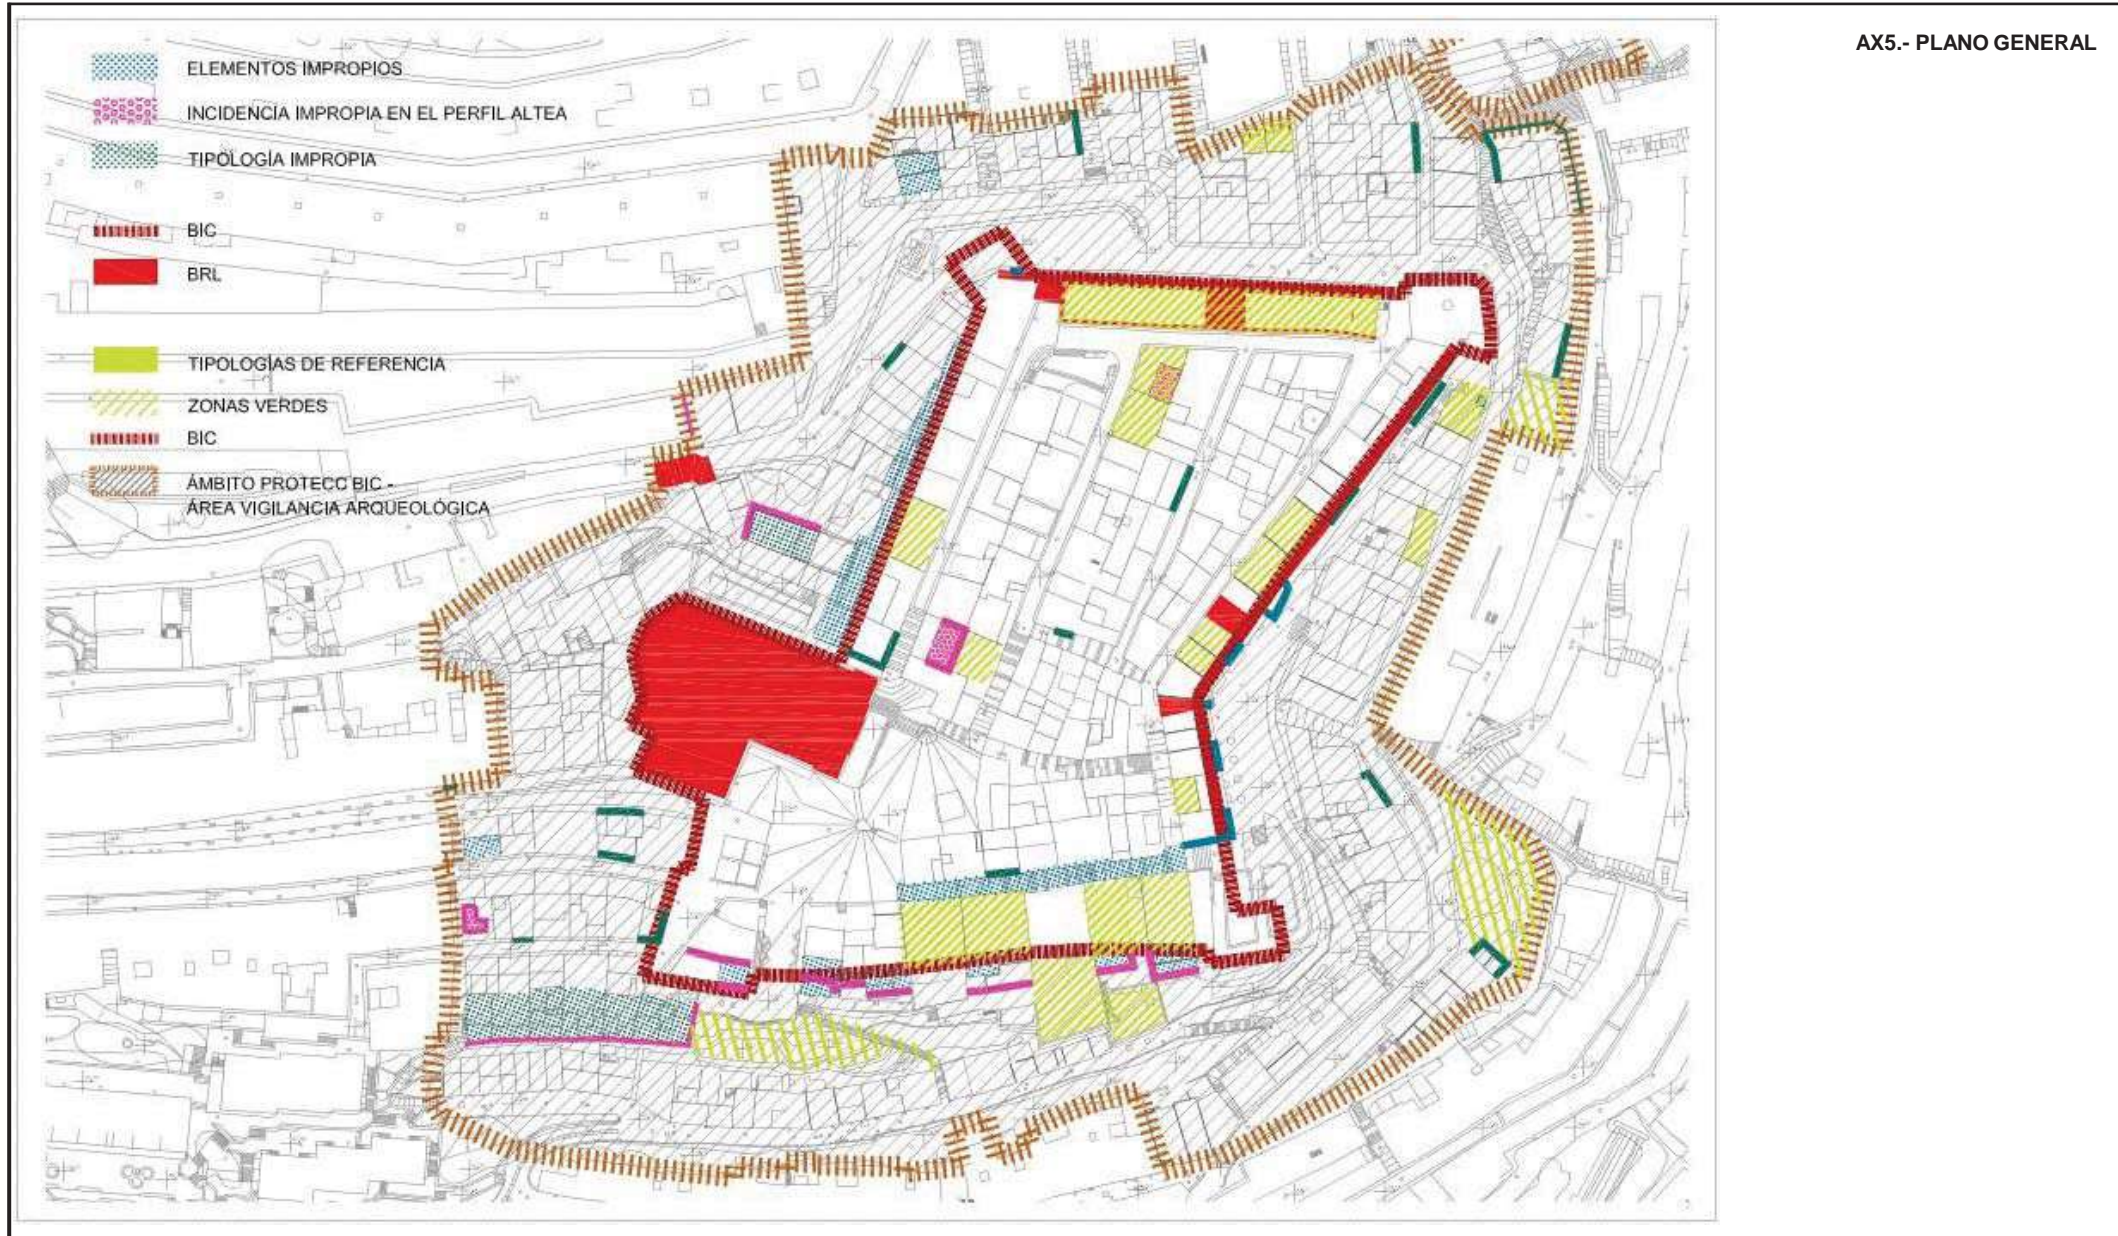 AX5.- PLANO GENERAL
ELEMENTOS IMPROPIOS
INCIDENCIA IMPROPIA EN EL PERFIL ALTEA
TIPOLOGÍA IMPROPIA
BIC
BRL
TIPOLOGÍAS DE REFERENCIA
ZONAS VERDES
BIC
ÁMBITO PROTECC BIC -
ÁREA VIGILANCIA ARQUEOLÓGICA